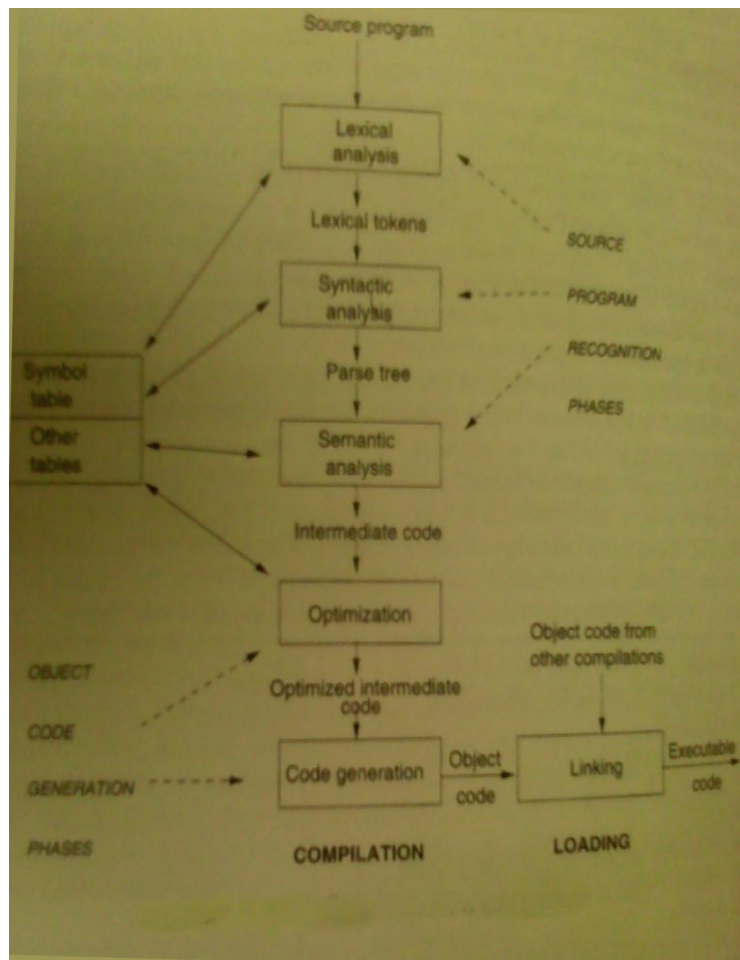 Source program
Lexical
analysis
Lexical tokens
SOURCE
Syntactic
analysis
PROGRAM
RECOGNITION
Parse tree
Symbol
table
PHASES
Other
tables
Semantic
analysis
Intermediate code
Optimization
Object code from
other compilations
OBJECT
Optimized intermediate
code
CODE
Code generation
Object
code
Linking
Executable
code
GENERATION
PHASES
COMPILATION
LOADING